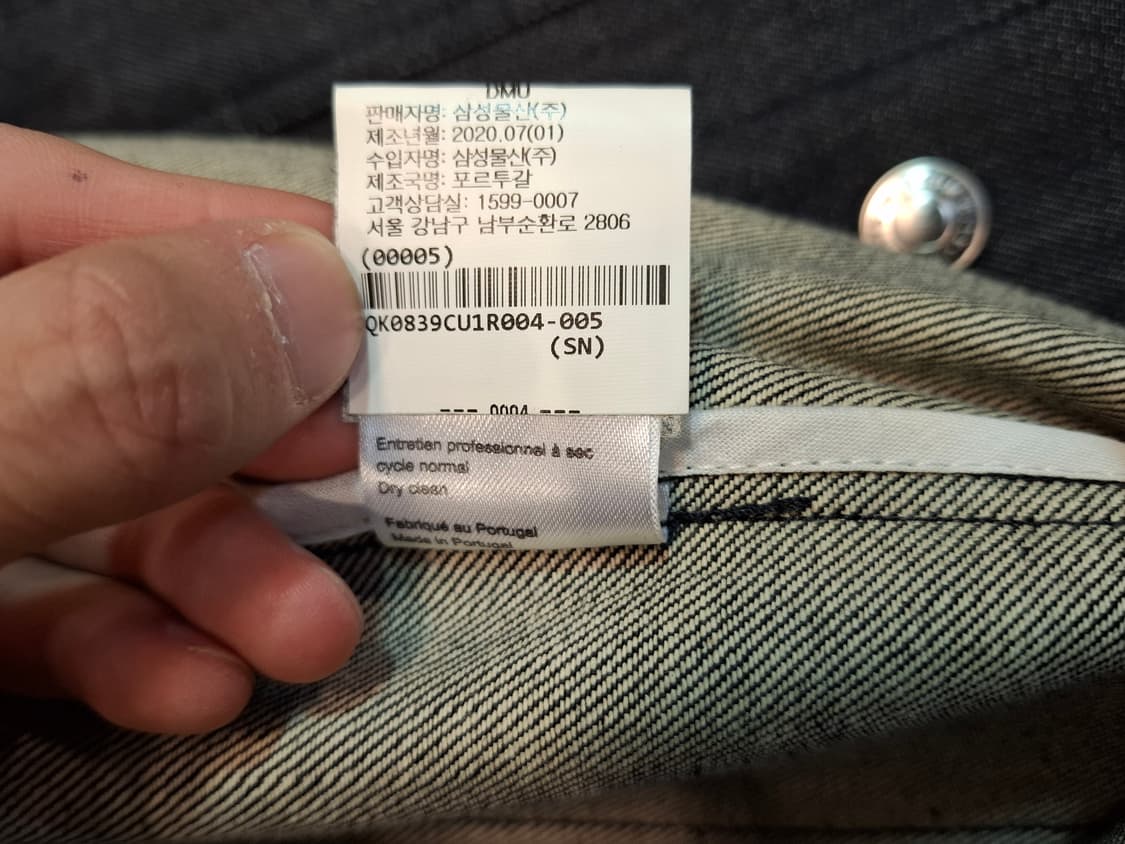 DMU
판매자명: 삼성물산(주)
제조년월: 2020.07(01)
수입자명: 삼성물산(주)
제조국명: 포르투갈
고객상담실: 1599-0007
서울 강남구 남부순환로 2806
(00005)
QK0839CU1R004-005
(SN)
--- 0004 ---
Entretien professionnel à sec
cycle normal
Dry clean
Fabriqué au Portugal
Made in Portugal